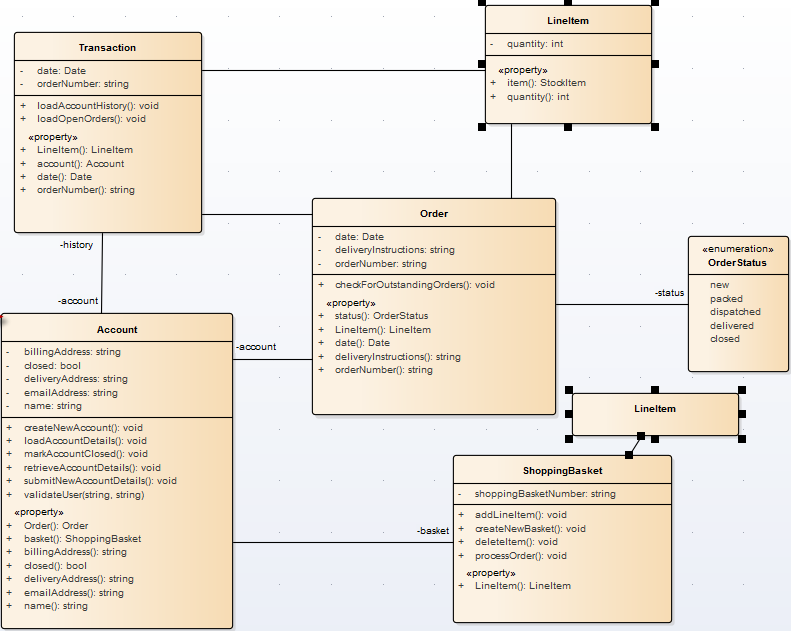 Transaction
- date: Date
- orderNumber: string
+ loadAccountHistory(): void
+ loadOpenOrders(): void
«property»
+ LineItem(): LineItem
+ account(): Account
+ date(): Date
+ orderNumber(): string
LineItem
- quantity: int
«property»
+ item(): StockItem
+ quantity(): int
-history
-account
Order
- date: Date
- deliveryInstructions: string
- orderNumber: string
+ checkForOutstandingOrders(): void
«property»
+ status(): OrderStatus
+ LineItem(): LineItem
+ date(): Date
+ deliveryInstructions(): string
+ orderNumber(): string
-status
«enumeration»
OrderStatus
new
packed
dispatched
delivered
closed
Account
- billingAddress: string
- closed: bool
- deliveryAddress: string
- emailAddress: string
- name: string
+ createNewAccount(): void
+ loadAccountDetails(): void
+ markAccountClosed(): void
+ retrieveAccountDetails(): void
+ submitNewAccountDetails(): void
+ validateUser(string, string)
«property»
+ Order(): Order
+ basket(): ShoppingBasket
+ billingAddress(): string
+ closed(): bool
+ deliveryAddress(): string
+ emailAddress(): string
+ name(): string
-account
LineItem
-basket
ShoppingBasket
- shoppingBasketNumber: string
+ addLineItem(): void
+ createNewBasket(): void
+ deleteItem(): void
+ processOrder(): void
«property»
+ LineItem(): LineItem